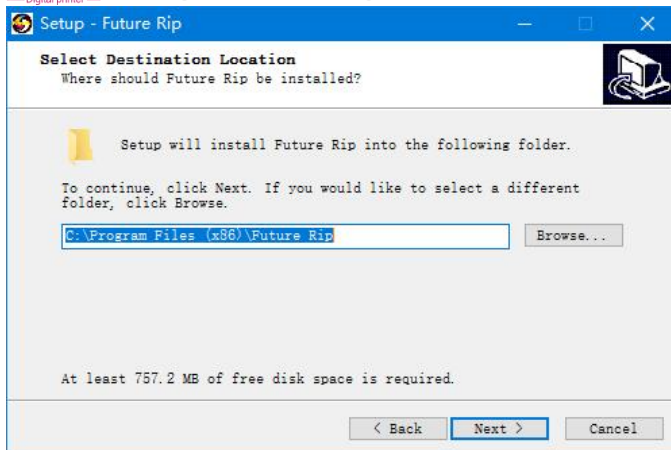 Digital printer
Setup - Future Rip
Select Destination Location
Where should Future Rip be installed?
Setup will install Future Rip into the following folder.
To continue, click Next. If you would like to select a different
folder, click Browse.
C:\Program Files (x86)\Future Rip
Browse...
At least 757.2 MB of free disk space is required.
< Back
Next >
Cancel